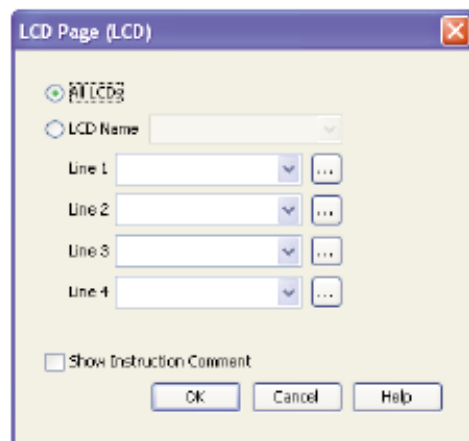 LCD Page (LCD)
All LCDs
LCD Name
Line 1 ...
Line 2 ...
Line 3 ...
Line 4 ...
Show Instruction Comment
OK Cancel Help